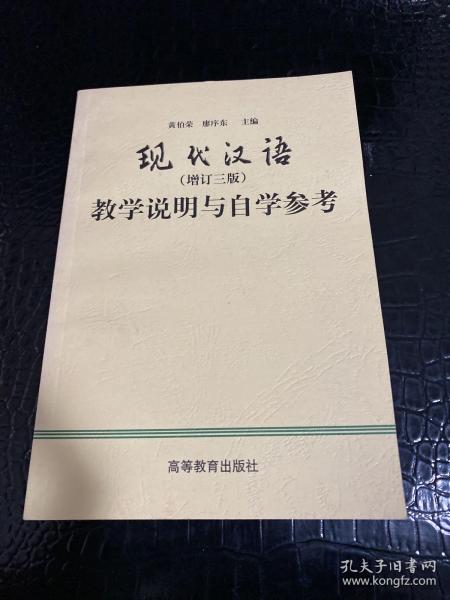 黄伯荣 廖序东 主编
现代汉语
(增订三版)
教学说明与自学参考
高等教育出版社
孔夫子旧书网
www.kongfz.com